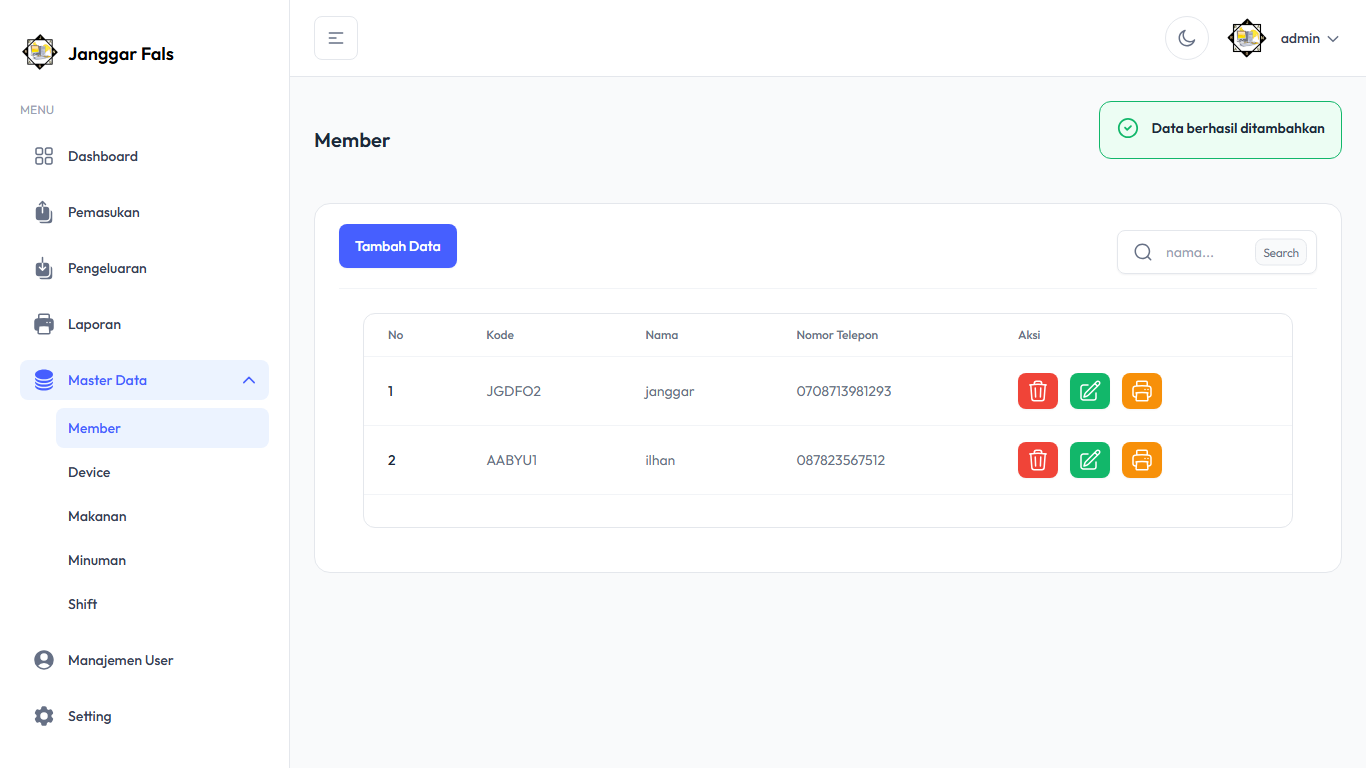 Janggar Fals
admin
MENU
Dashboard
Pemasukan
Pengeluaran
Laporan
Master Data
Member
Device
Makanan
Minuman
Shift
Manajemen User
Setting
Member
Data berhasil ditambahkan
Tambah Data
nama... Search
No Kode Nama Nomor Telepon Aksi
1 JGDFO2 janggar 0708713981293
2 AABYU1 ilhan 087823567512